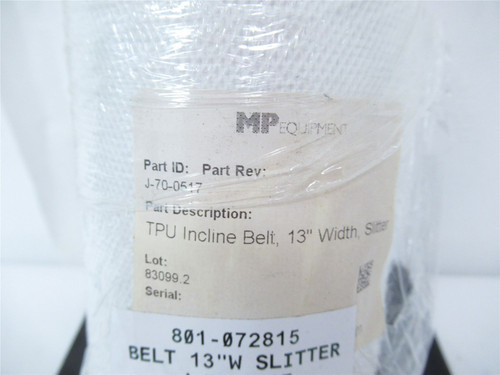 MP EQUIPMENT
Part ID: Part Rev:
J-70-0517
Part Description:
TPU Incline Belt, 13" Width, Slitter
Lot:
83099.2
Serial:
801-072815
BELT 13"W SLITTER